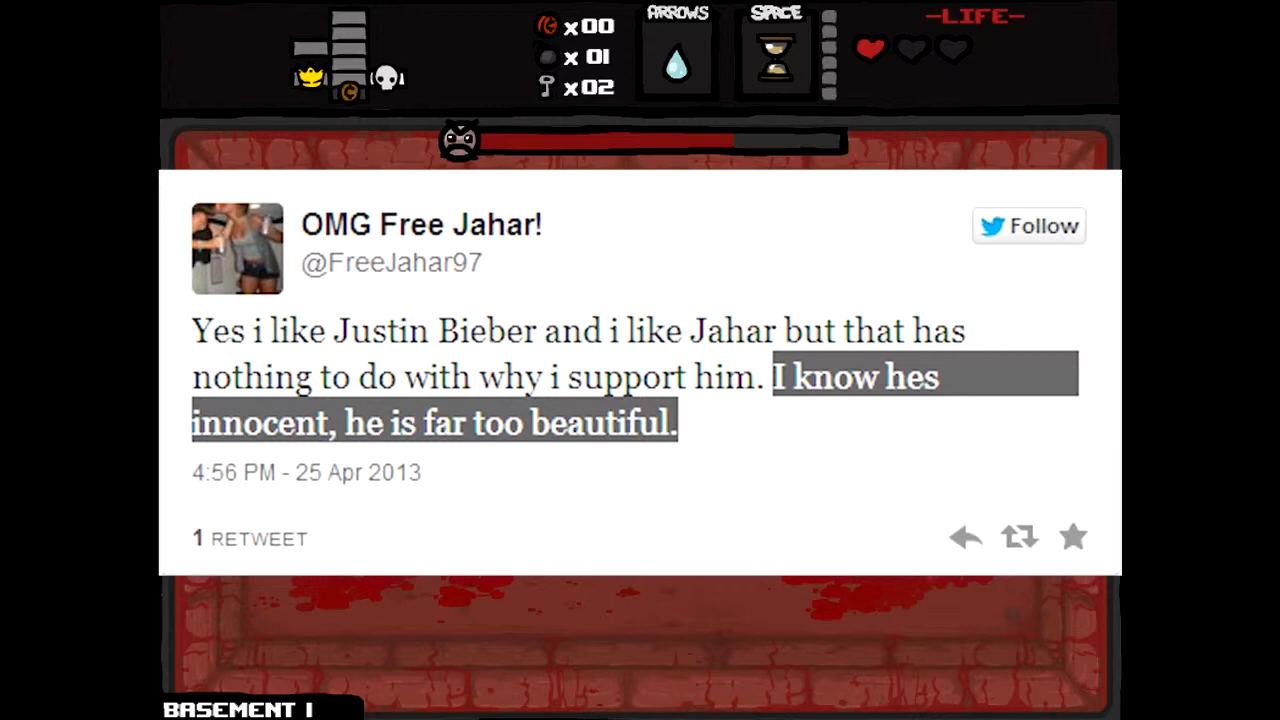 ARROWS
SPACE
-LIFE-
x00
x 01
x02
OMG Free Jahar!
@FreeJahar97
Follow
Yes i like Justin Bieber and i like Jahar but that has
nothing to do with why i support him. I know hes
innocent, he is far too beautiful.
4:56 PM - 25 Apr 2013
1 RETWEET
BASEMENT I